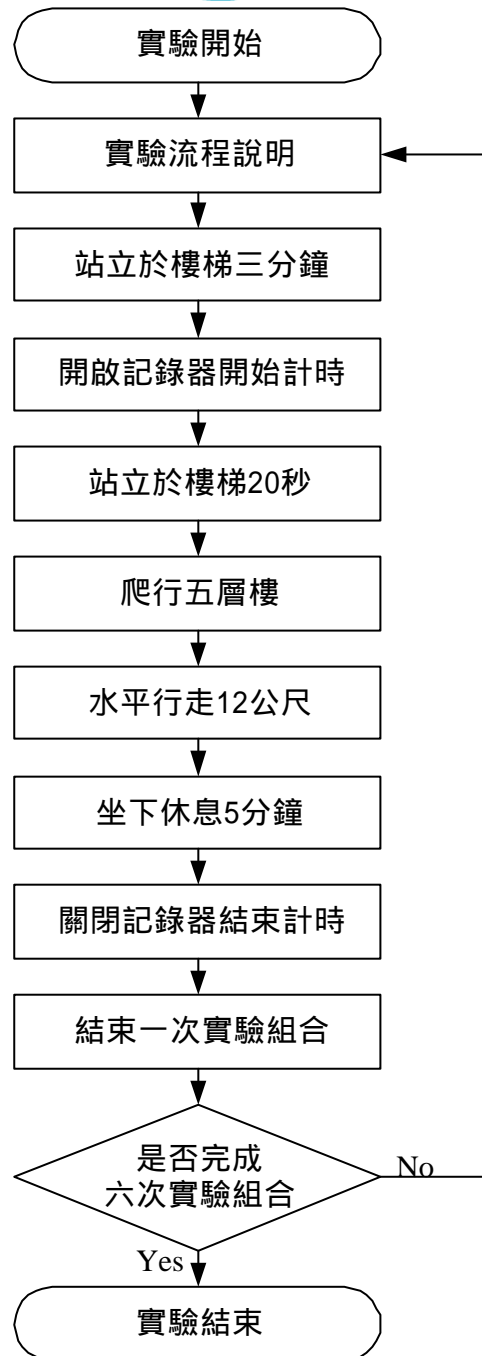 實驗開始
實驗流程說明
站立於樓梯三分鐘
開啟記錄器開始計時
站立於樓梯20秒
爬行五層樓
水平行走12公尺
坐下休息5分鐘
關閉記錄器結束計時
結束一次實驗組合
是否完成
六次實驗組合
No
Yes
實驗結束